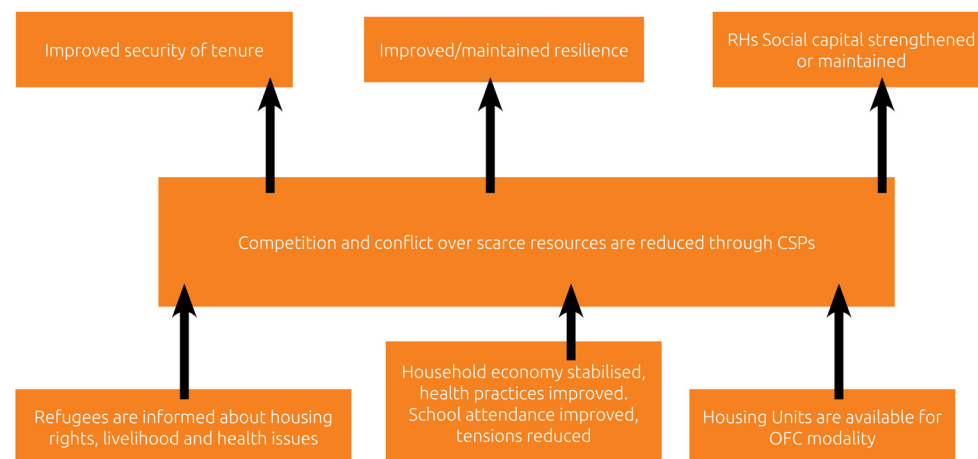 Improved security of tenure
Improved/maintained resilience
RHs Social capital strengthened
or maintained
Competition and conflict over scarce resources are reduced through CSPs
Refugees are informed about housing
rights, livelihood and health issues
Household economy stabilised,
health practices improved.
School attendance improved,
tensions reduced
Housing Units are available for
OFC modality